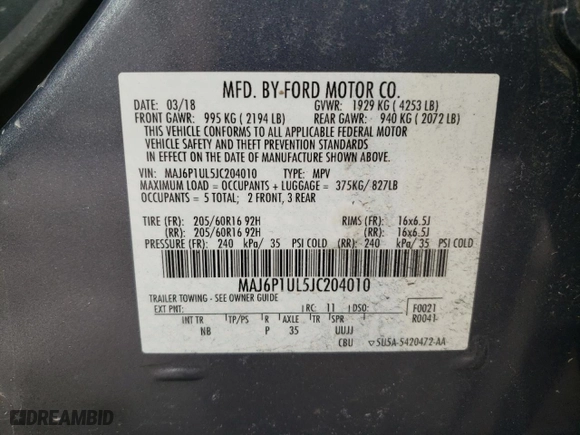 MFD. BY FORD MOTOR CO.
DATE: 03/18 GVWR: 1929 KG ( 4253 LB)
FRONT GAWR: 995 KG ( 2194 LB) REAR GAWR: 940 KG ( 2072 LB)
THIS VEHICLE CONFORMS TO ALL APPLICABLE FEDERAL MOTOR
VEHICLE SAFETY AND THEFT PREVENTION STANDARDS
IN EFFECT ON THE DATE OF MANUFACTURE SHOWN ABOVE.
VIN: MAJ6P1UL5JC204010 TYPE: MPV
MAXIMUM LOAD = OCCUPANTS + LUGGAGE = 375KG/ 827LB
OCCUPANTS = 5 TOTAL; 2 FRONT, 3 REAR
TIRE (FR): 205/60R16 92H RIMS (FR): 16x6.5J
(RR): 205/60R16 92H (RR): 16x6.5J
PRESSURE (FR): 240 kPa/ 35 PSI COLD (RR): 240 kPa/ 35 PSI COLD
MAJ6P1UL5JC204010
TRAILER TOWING - SEE OWNER GUIDE
EXT PNT: RC: 11 DSO: F0021
R0041
INT TR TP/PS R AXLE TR SPR
NB P 35 UUJJ
CBU SU5A-5420472-AA
DREAMBID